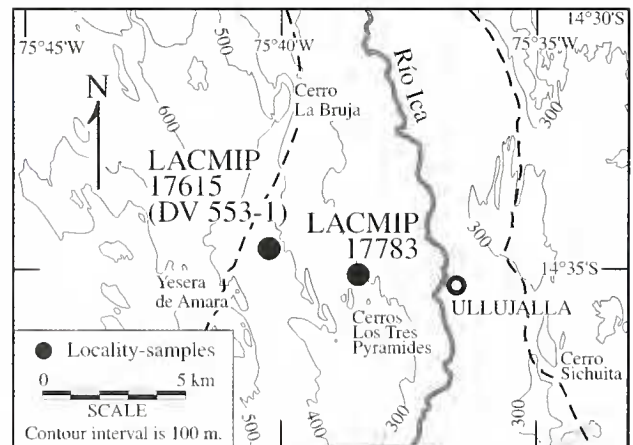 75°45'W
500
75°40'W
75°35'W
14°30'S
400
300
N
Cerro
La Bruja
Río Ica
600
LACMIP
17615
(DV 553-1)
LACMIP
17783
300
14°35'S
Yesera
de Amara
ULLUJALLA
Cerros
Los Tres
Pyramides
Cerro
Sichuita
Locality-samples
0 5 km
SCALE
Contour interval is 100 m.
500
400
300
300